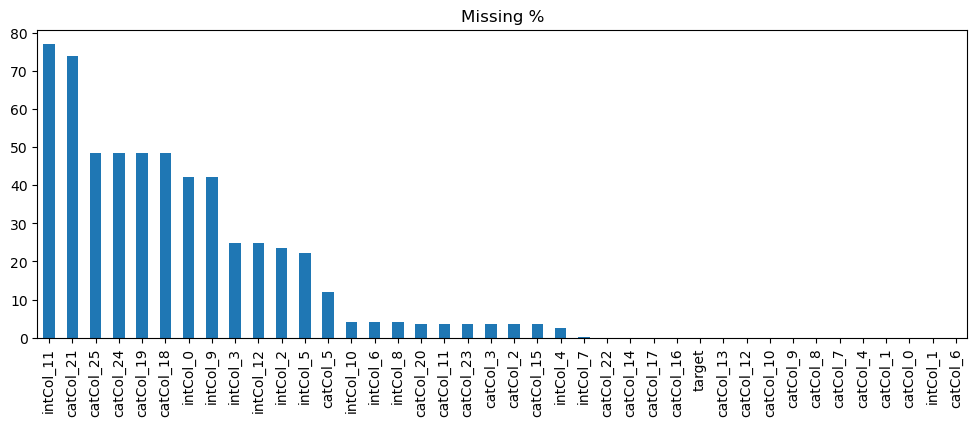 Missing %
80
70
60
50
40
30
20
10
0
intCol_11
catCol_21
catCol_25
catCol_24
catCol_19
catCol_18
intCol_0
intCol_9
intCol_3
intCol_12
intCol_2
intCol_5
catCol_5
intCol_10
intCol_6
intCol_8
catCol_20
catCol_11
catCol_23
catCol_3
catCol_2
catCol_15
intCol_4
intCol_7
catCol_22
catCol_14
catCol_17
catCol_16
target
catCol_13
catCol_12
catCol_10
catCol_9
catCol_8
catCol_7
catCol_4
catCol_1
catCol_0
intCol_1
catCol_6